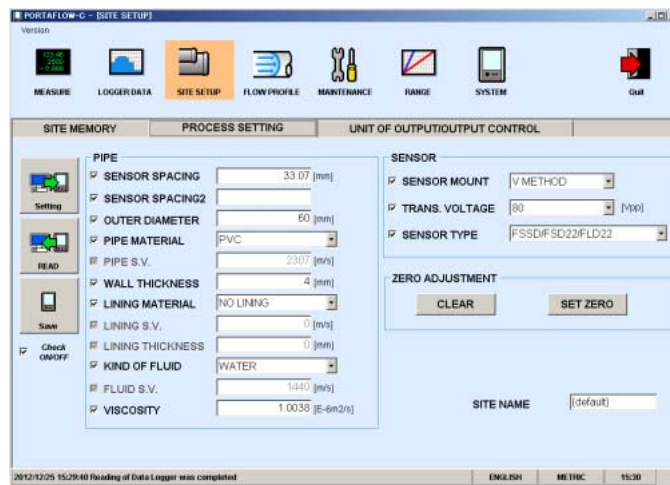 PORTAFLOW-C - [SITE SETUP]
Version
MEASURE LOGGER DATA SITE SETUP FLOW PROFILE MAINTENANCE RANGE SYSTEM Quit
SITE MEMORY PROCESS SETTING UNIT OF OUTPUT/OUTPUT CONTROL
Setting
READ
Save
Check
ON/OFF
PIPE
SENSOR SPACING 33.07 [mm]
SENSOR SPACING2
OUTER DIAMETER 60 [mm]
PIPE MATERIAL PVC
PIPE S.V. 2307 [m/s]
WALL THICKNESS 4 [mm]
LINING MATERIAL NO LINING
LINING S.V. 0 [m/s]
LINING THICKNESS 0 [mm]
KIND OF FLUID WATER
FLUID S.V. 1440 [m/s]
VISCOSITY 1.0038 [E-6m2/s]
SENSOR
SENSOR MOUNT V METHOD
TRANS. VOLTAGE 80 [Vpp]
SENSOR TYPE FSSD/FSD22/FLD22
ZERO ADJUSTMENT
CLEAR SET ZERO
SITE NAME (default)
2012/12/25 15:29:40 Reading of Data Logger was completed ENGLISH METRIC 15:30